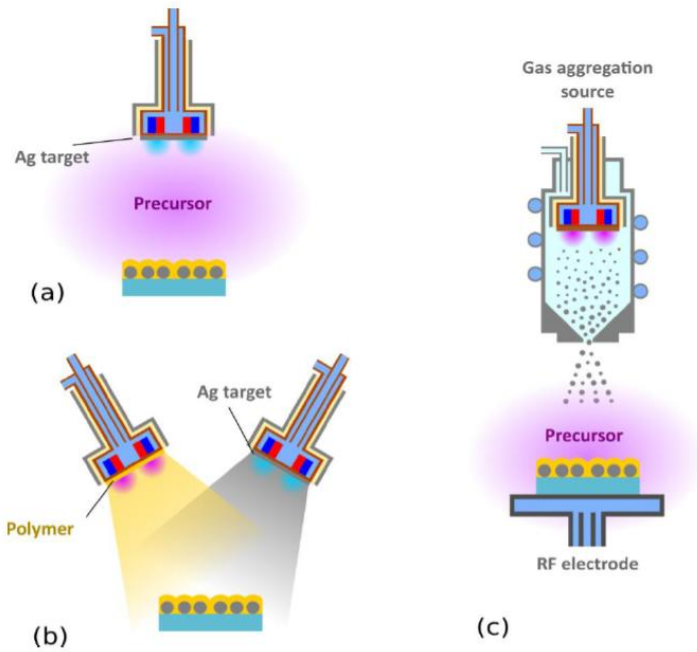 Ag target
Precursor
(a)
Ag target
Polymer
(b)
Gas aggregation
source
Precursor
RF electrode
(c)